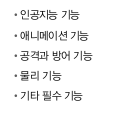 • 인공지능 기능
• 애니메이션 기능
• 공격과 방어 기능
• 물리 기능
• 기타 필수 기능